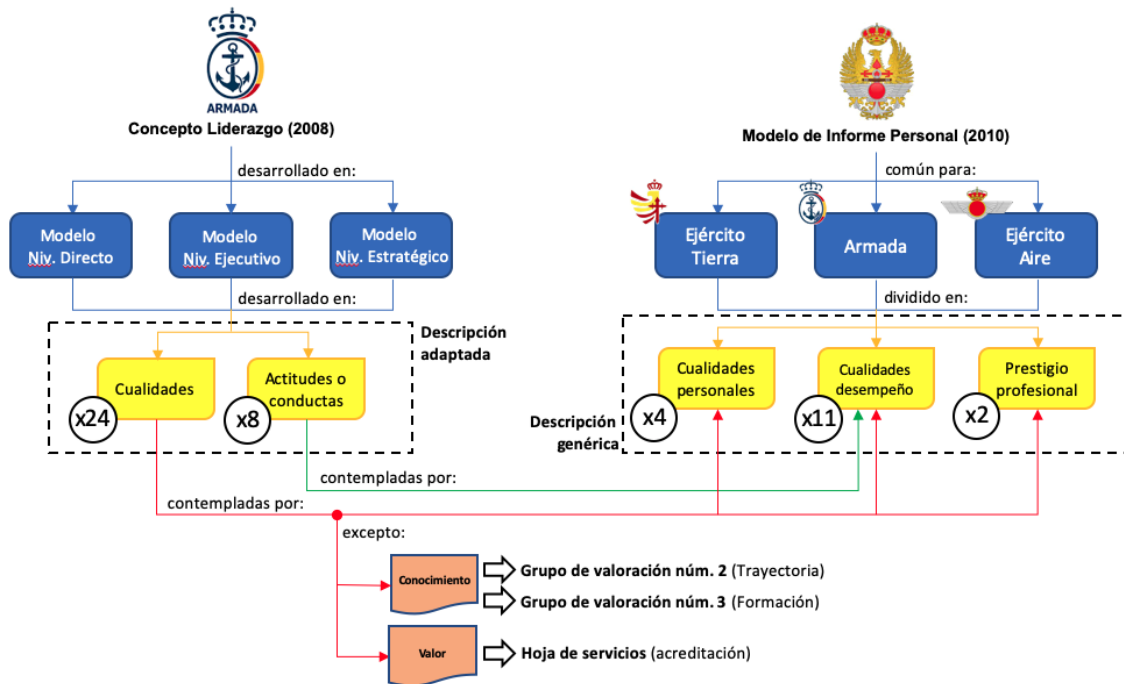 ARMADA
Concepto Liderazgo (2008)
desarrollado en:
Modelo
Niv. Directo
Modelo
Niv. Ejecutivo
Modelo
Niv. Estratégico
desarrollado en:
Descripción
adaptada
Cualidades
x24
Actitudes o
conductas
x8
Modelo de Informe Personal (2010)
común para:
Ejército
Tierra
Armada
Ejército
Aire
dividido en:
Cualidades
personales
x4
Cualidades
desempeño
x11
Prestigio
profesional
x2
Descripción
genérica
contempladas por:
contempladas por:
excepto:
Conocimiento
Grupo de valoración núm. 2 (Trayectoria)
Grupo de valoración núm. 3 (Formación)
Valor
Hoja de servicios (acreditación)